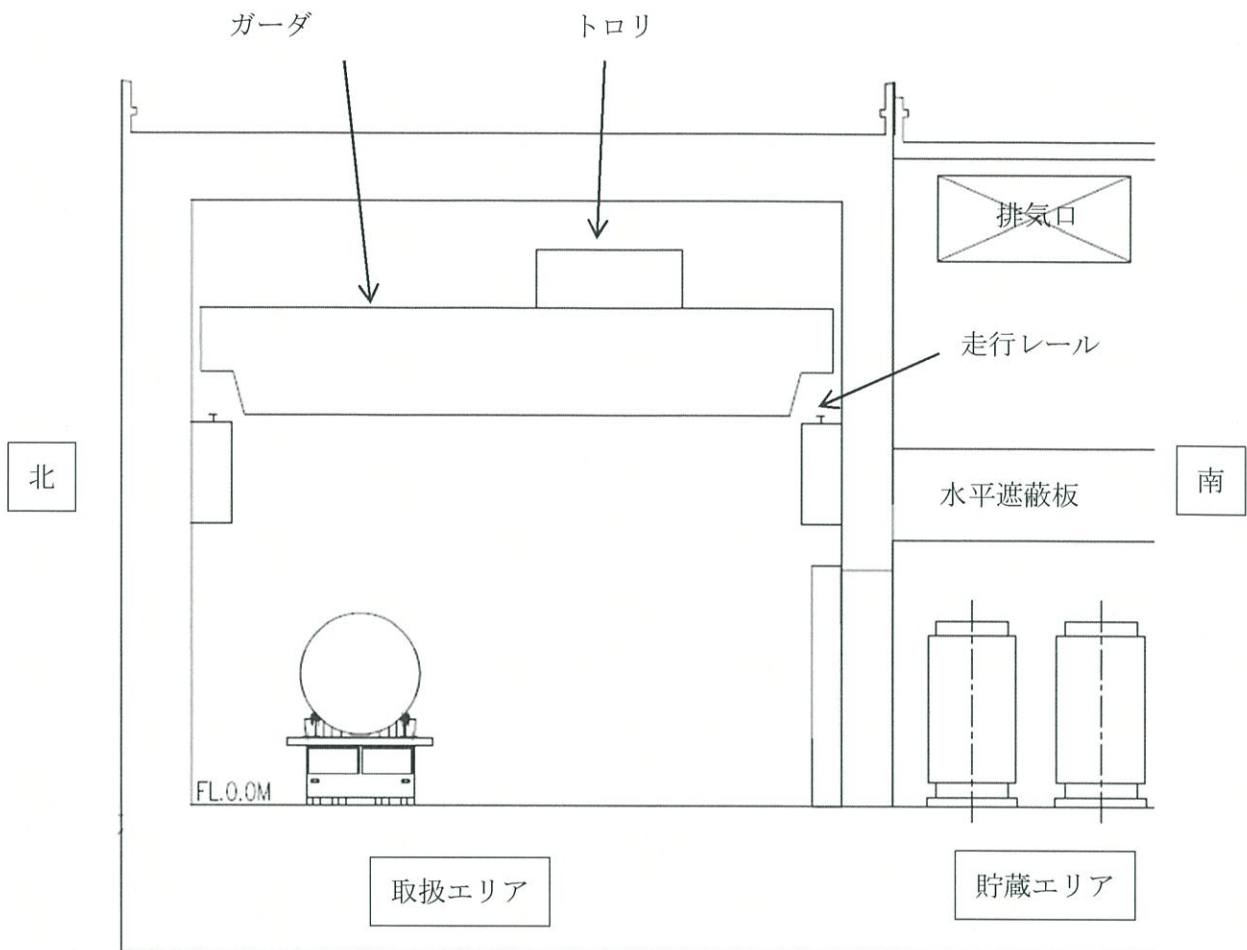 ガーダ
トロリ
排気口
走行レール
北
水平遮蔽板
南
FL.0.0M
取扱エリア
貯蔵エリア